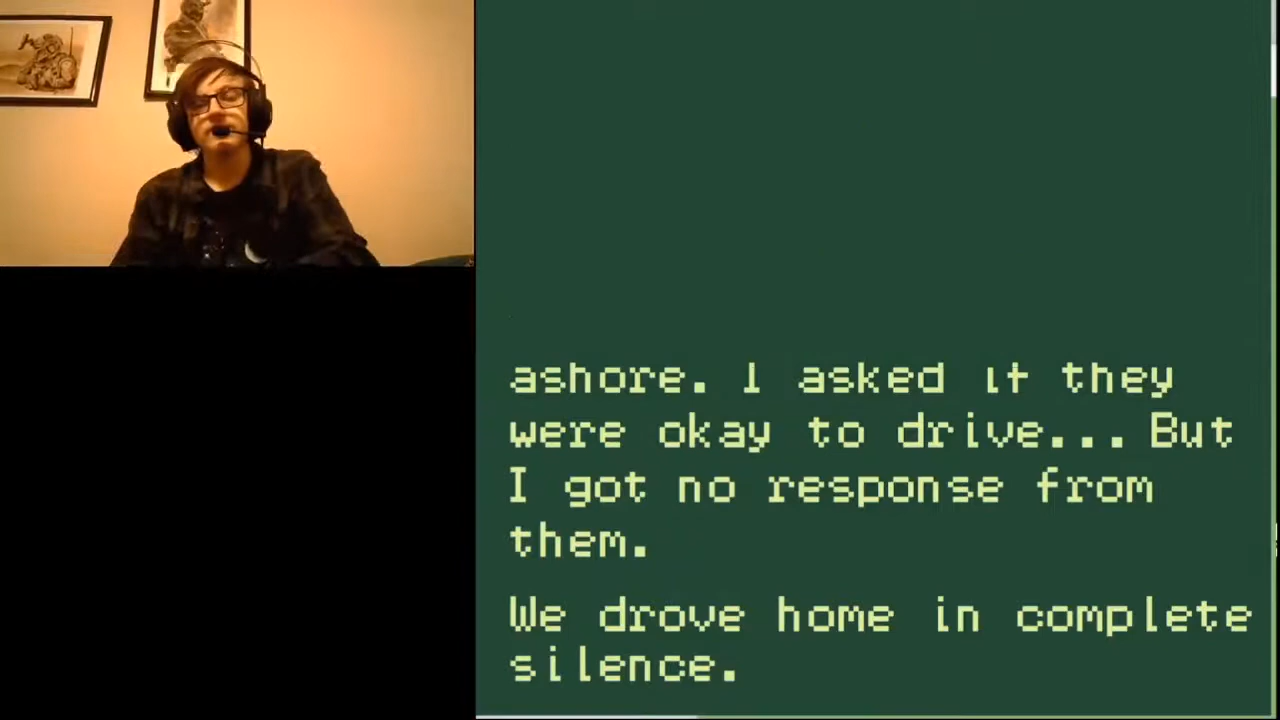 ashore. I asked if they
were okay to drive... But
I got no response from
them.
We drove home in complete
silence.